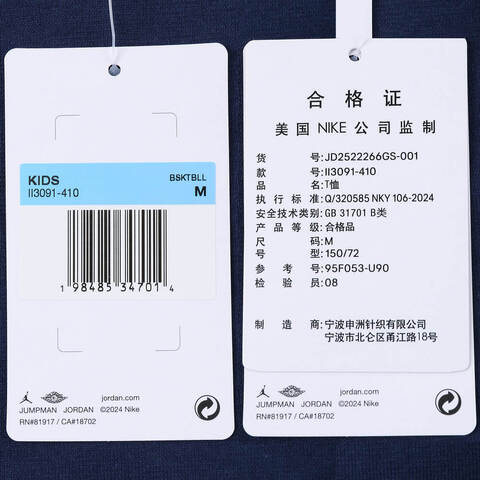 KIDS
BSKTBLL
II3091-410
M
1 98485 34701 4
jordan.com
JUMPMAN JORDAN ©2024 Nike
RN#81917 / CA#18702
合格证
美国 NIKE 公司监制
货号:JD2522266GS-001
款号:II3091-410
品名:T恤
执行标准:Q/320585 NKY 106-2024
安全技术类别:GB 31701 B类
产品等级:合格品
尺码:M
号型:150/72
参考号:95F053-U90
检验员:08
制造商:宁波申洲针织有限公司
宁波市北仑区甬江路18号
jordan.com
JUMPMAN JORDAN ©2024 Nike
RN#81917 / CA#18702